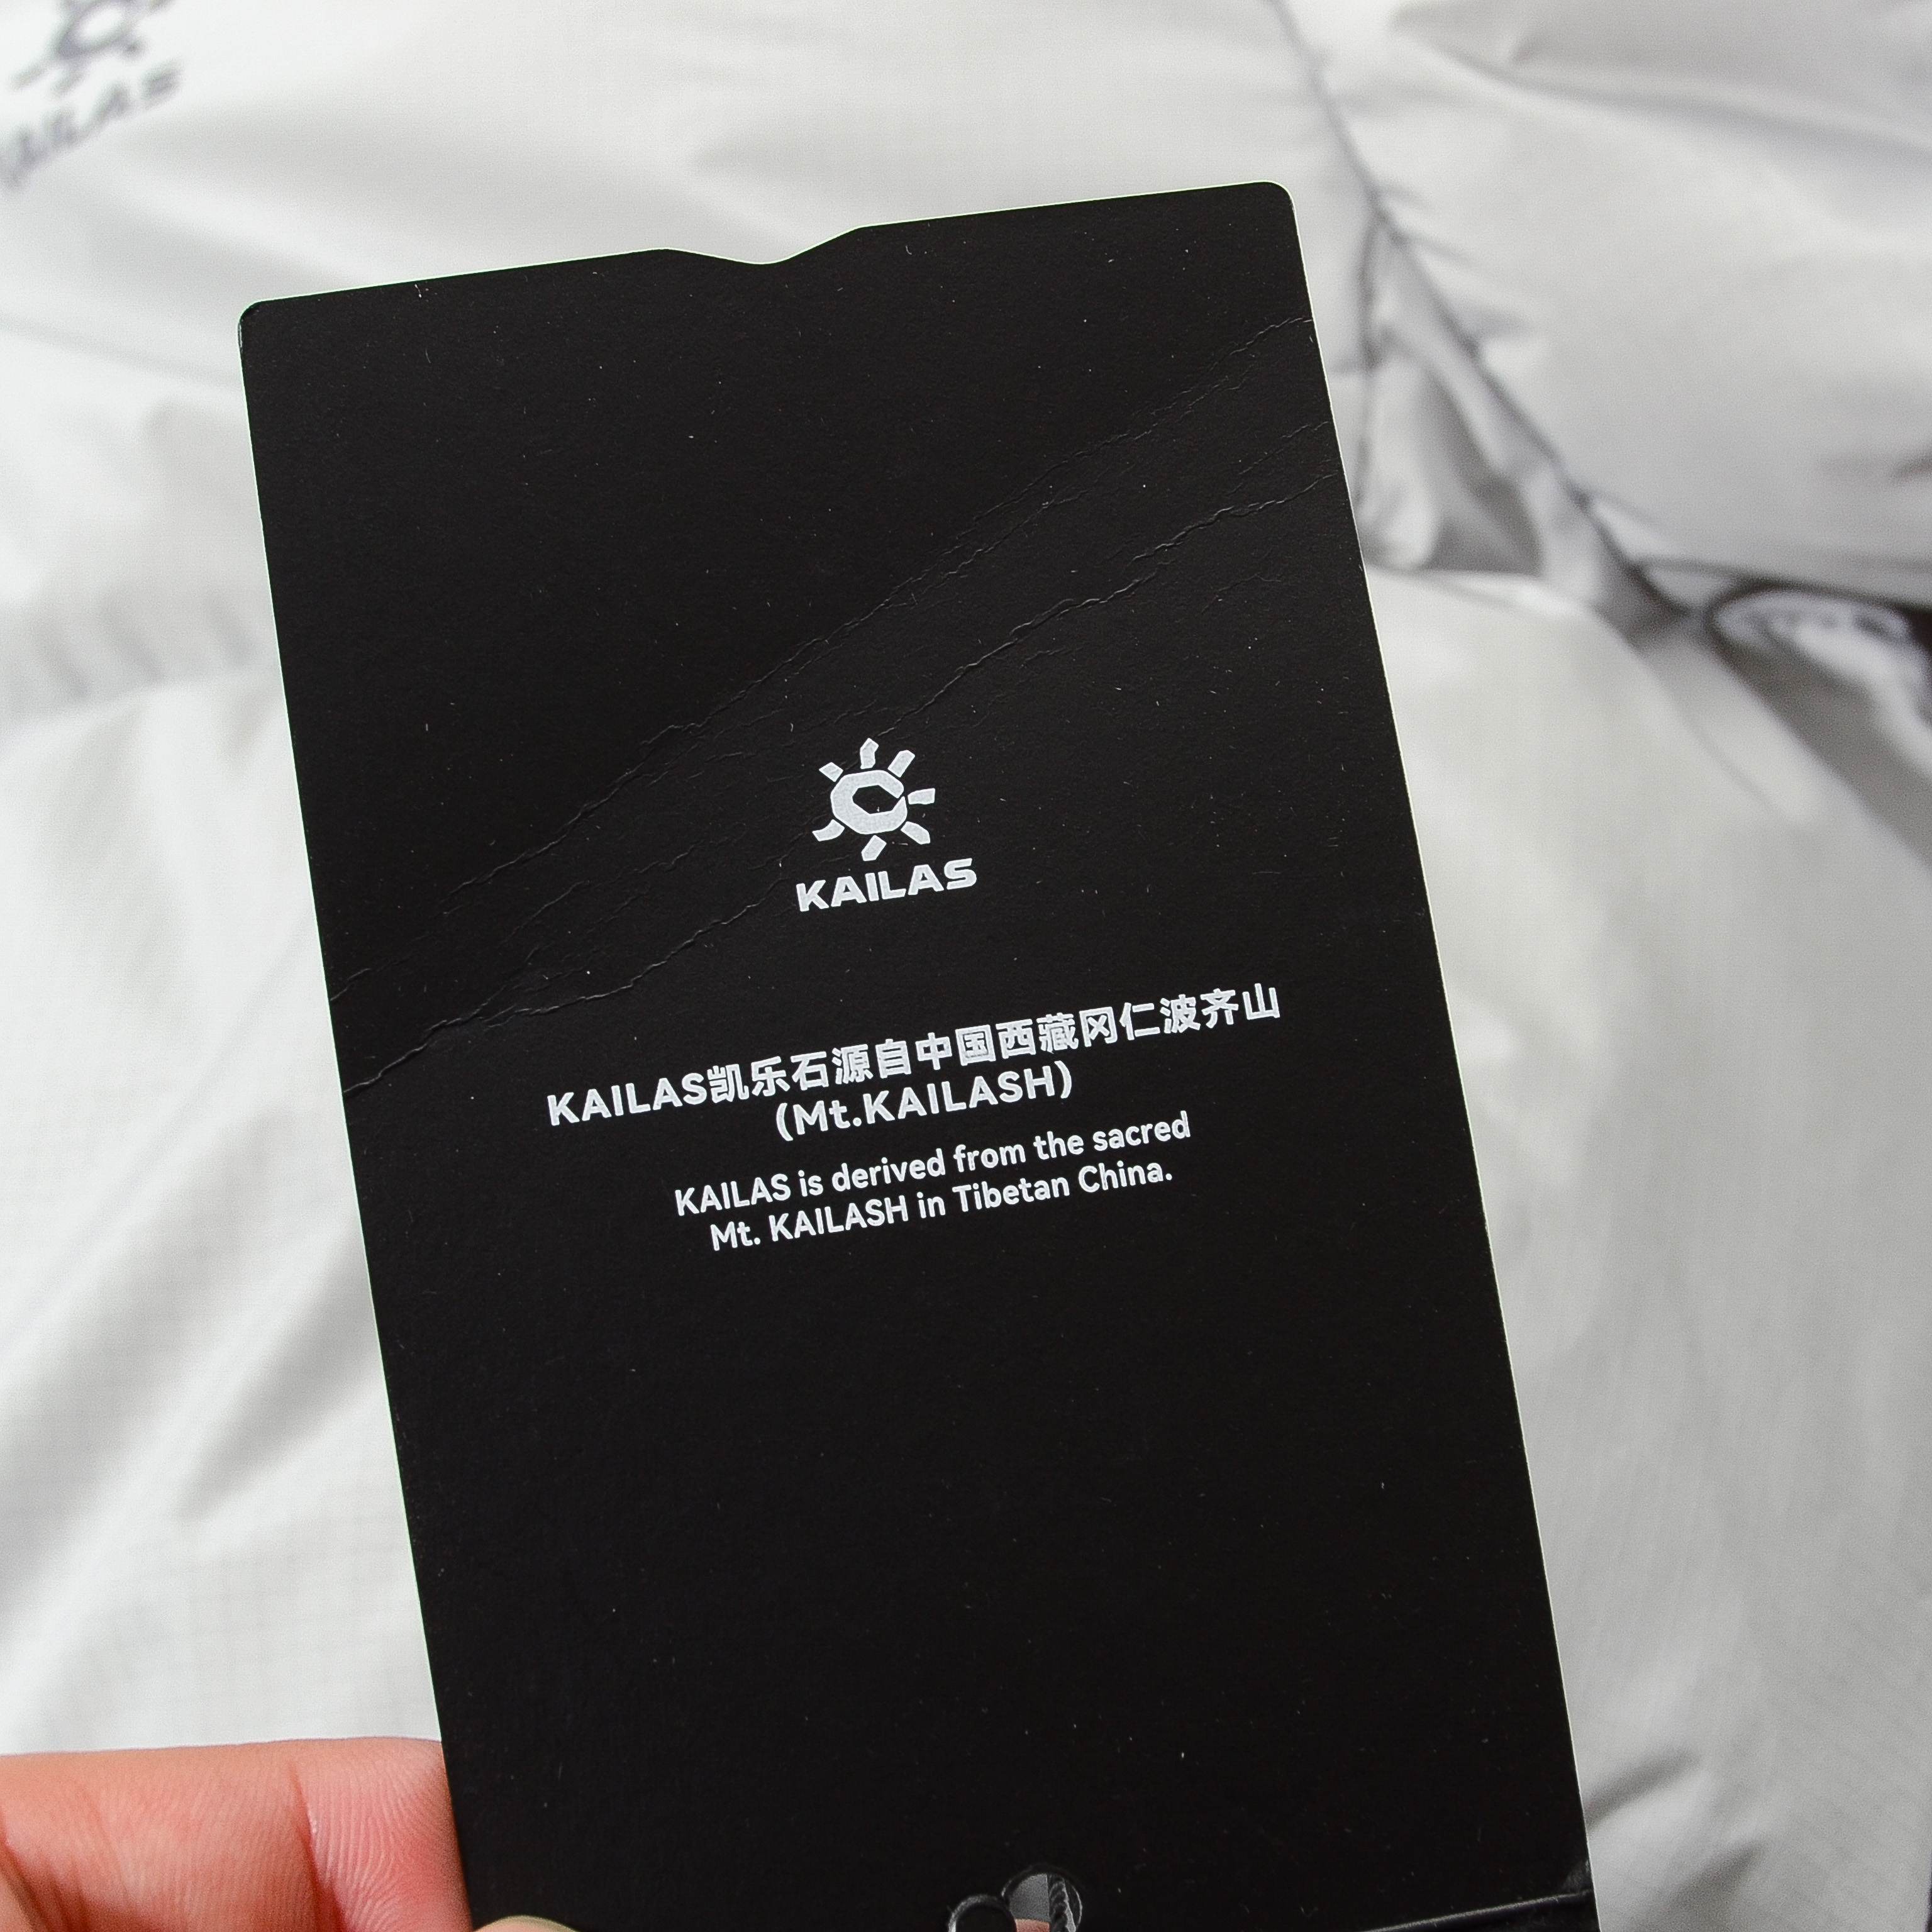 KAILAS
KAILAS
KAILAS凯乐石源自中国西藏冈仁波齐山
(Mt.KAILASH)
KAILAS is derived from the sacred
Mt. KAILASH in Tibetan China.